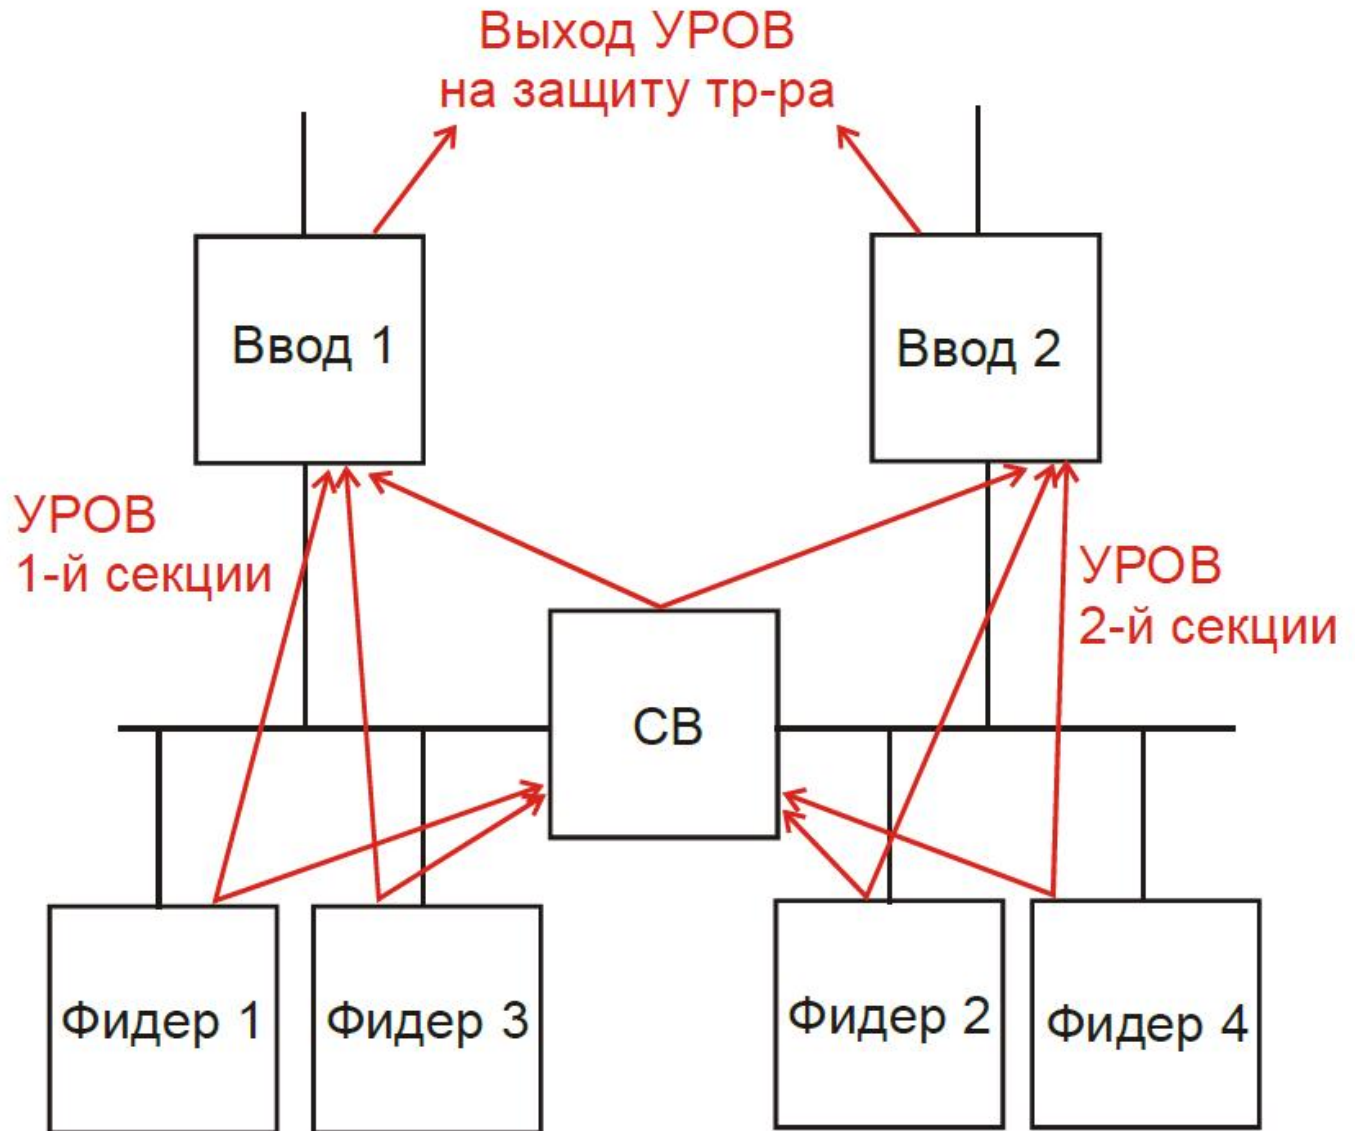 Выход УРОВ
на защиту тр-ра
Ввод 1
Ввод 2
УРОВ
1-й секции
УРОВ
2-й секции
СВ
Фидер 1
Фидер 3
Фидер 2
Фидер 4